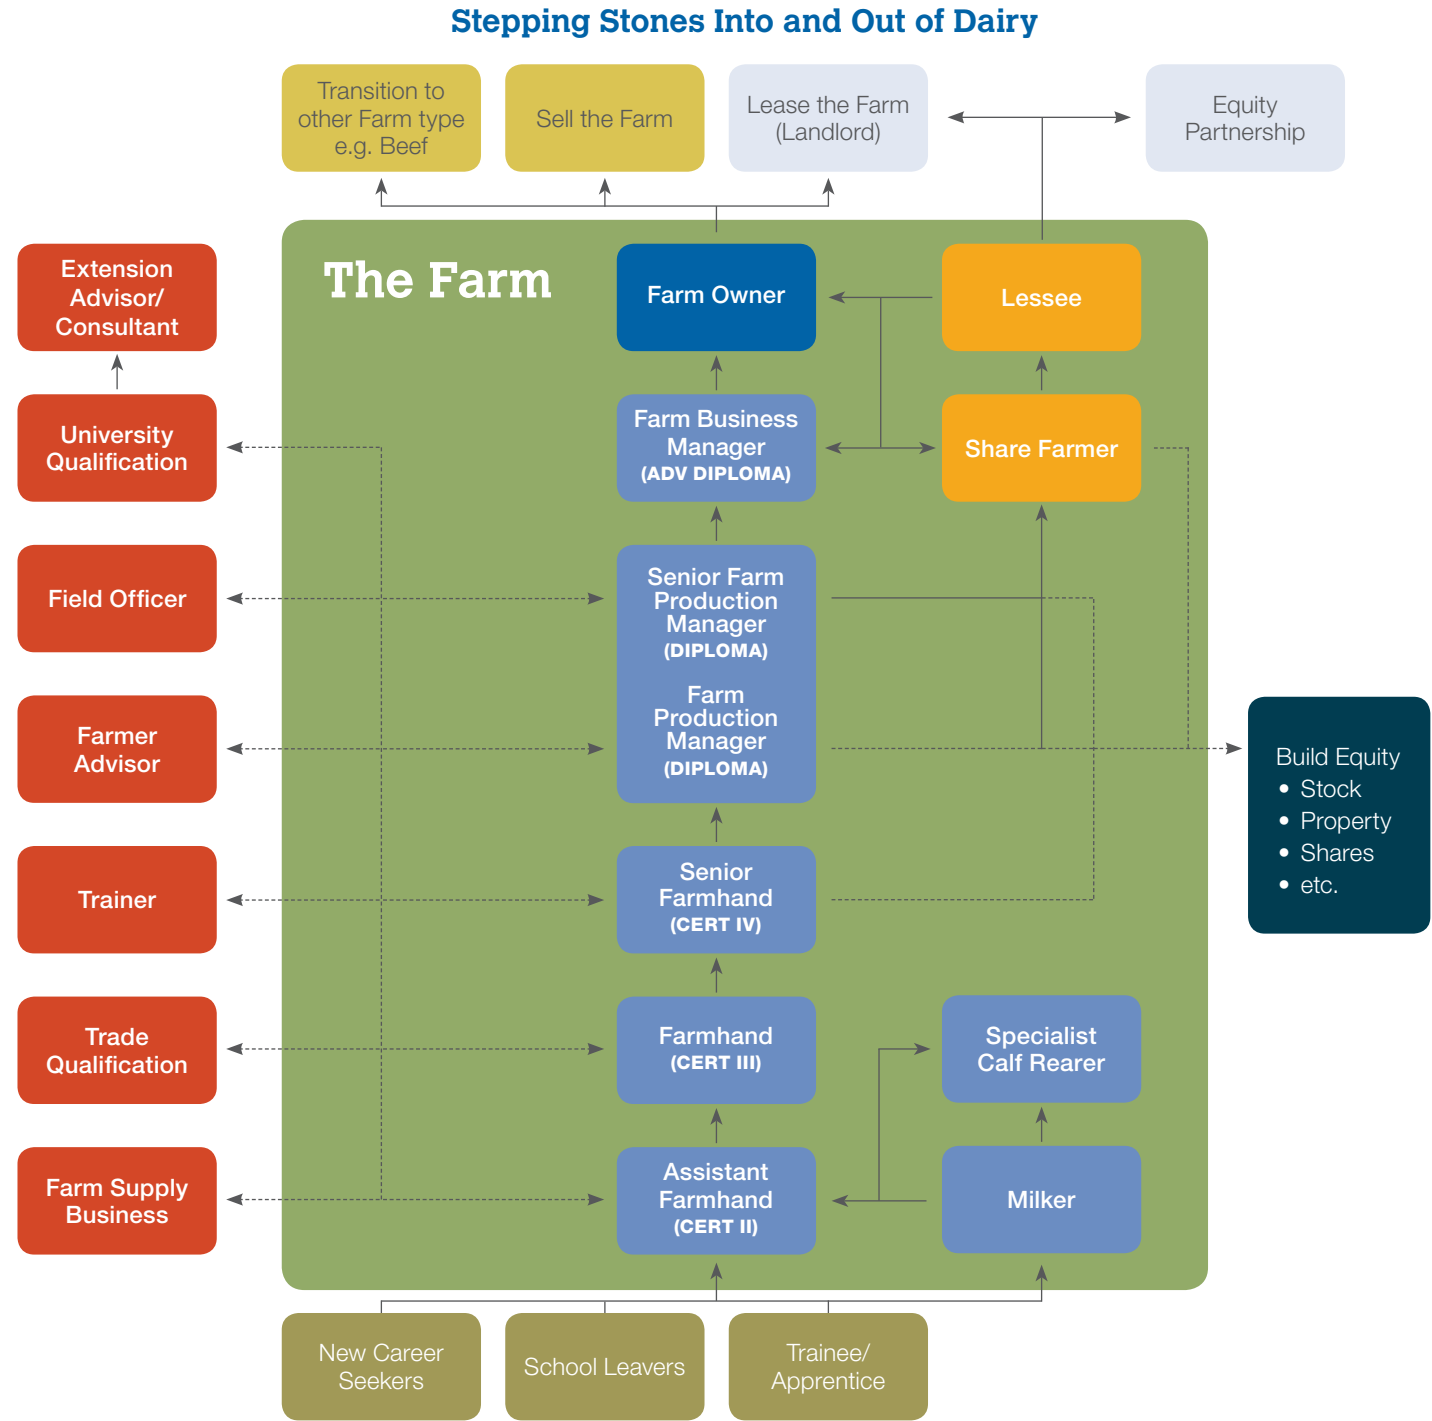 Stepping Stones Into and Out of Dairy
Transition to
other Farm type
e.g. Beef
Sell the Farm
Lease the Farm
(Landlord)
Equity
Partnership
The Farm
Extension
Advisor/
Consultant
Farm Owner
Lessee
University
Qualification
Farm Business
Manager
(ADV DIPLOMA)
Share Farmer
Field Officer
Senior Farm
Production
Manager
(DIPLOMA)
Farmer
Advisor
Farm
Production
Manager
(DIPLOMA)
Build Equity
• Stock
• Property
• Shares
• etc.
Trainer
Senior
Farmhand
(CERT IV)
Trade
Qualification
Farmhand
(CERT III)
Specialist
Calf Rearer
Farm Supply
Business
Assistant
Farmhand
(CERT II)
Milker
New Career
Seekers
School Leavers
Trainee/
Apprentice